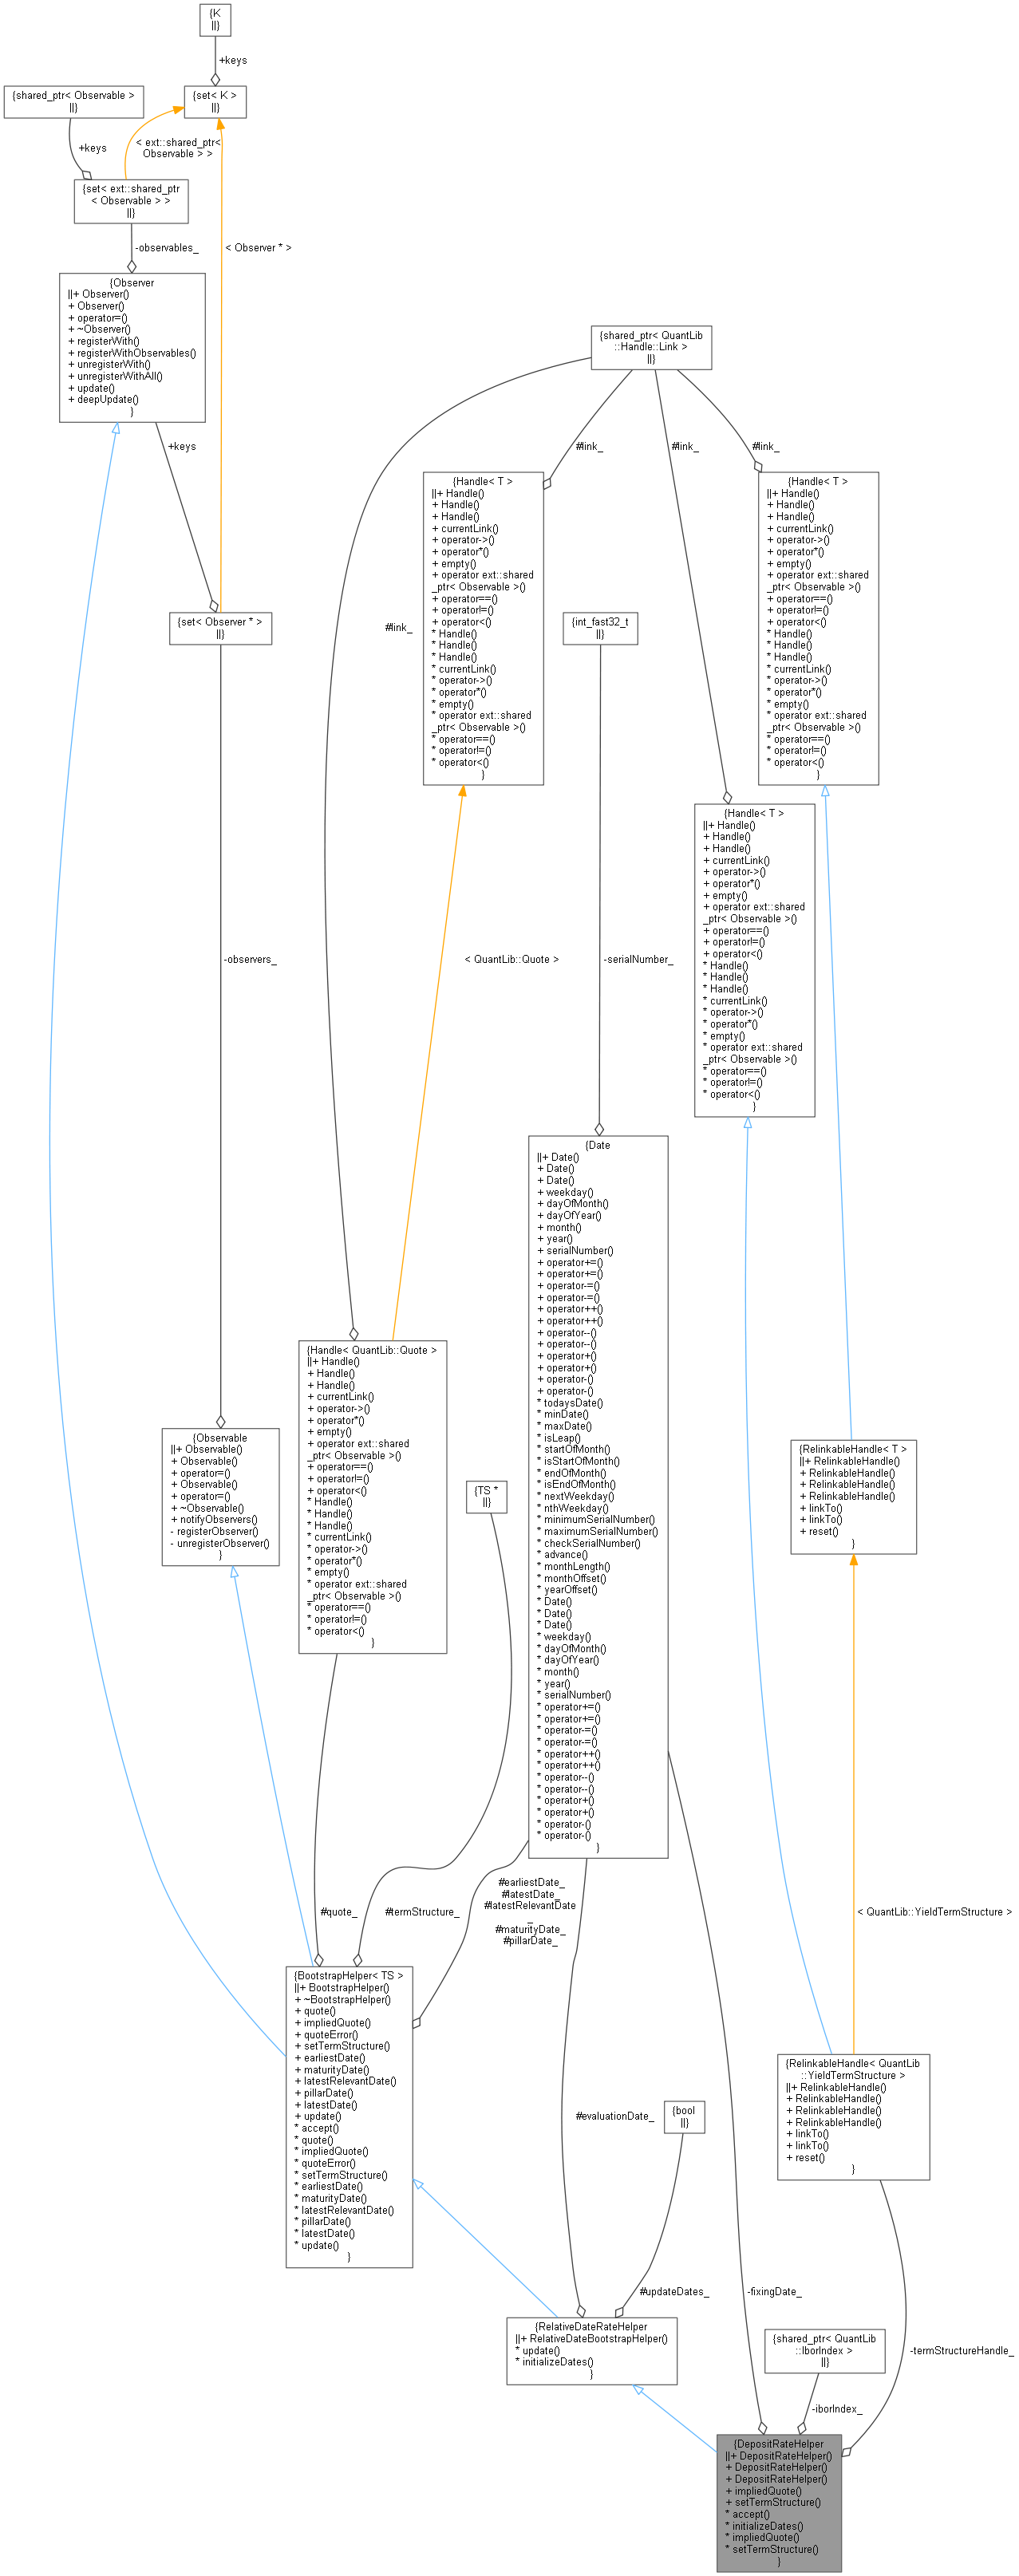 {K
||}
+keys
{shared_ptr< Observable >
||}
{set< K >
||}
+keys
< ext::shared_ptr<
Observable > >
{set< ext::shared_ptr
< Observable > >
||}
-observables_
< Observer * >
{Observer
||+ Observer()
+ Observer()
+ operator=()
+ ~Observer()
+ registerWith()
+ registerWithObservables()
+ unregisterWith()
+ unregisterWithAll()
+ update()
+ deepUpdate()
}
{shared_ptr< QuantLib
::Handle::Link >
||}
+keys
#link_
#link_
#link_
{Handle< T >
||+ Handle()
+ Handle()
+ Handle()
+ currentLink()
+ operator->()
+ operator*()
+ empty()
+ operator ext::shared
_ptr< Observable >()
+ operator==()
+ operator!=()
+ operator<()
* Handle()
* Handle()
* Handle()
* currentLink()
* operator->()
* operator*()
* empty()
* operator ext::shared
_ptr< Observable >()
* operator==()
* operator!=()
* operator<()
}
{Handle< T >
||+ Handle()
+ Handle()
+ Handle()
+ currentLink()
+ operator->()
+ operator*()
+ empty()
+ operator ext::shared
_ptr< Observable >()
+ operator==()
+ operator!=()
+ operator<()
* Handle()
* Handle()
* Handle()
* currentLink()
* operator->()
* operator*()
* empty()
* operator ext::shared
_ptr< Observable >()
* operator==()
* operator!=()
* operator<()
}
{set< Observer * >
||}
#link_
{int_fast32_t
||}
{Handle< T >
||+ Handle()
+ Handle()
+ Handle()
+ currentLink()
+ operator->()
+ operator*()
+ empty()
+ operator ext::shared
_ptr< Observable >()
+ operator==()
+ operator!=()
+ operator<()
* Handle()
* Handle()
* Handle()
* currentLink()
* operator->()
* operator*()
* empty()
* operator ext::shared
_ptr< Observable >()
* operator==()
* operator!=()
* operator<()
}
-observers_
< QuantLib::Quote >
-serialNumber_
{Date
||+ Date()
+ Date()
+ Date()
+ weekday()
+ dayOfMonth()
+ dayOfYear()
+ month()
+ year()
+ serialNumber()
+ operator+=()
+ operator+=()
+ operator-=()
+ operator-=()
+ operator++()
+ operator++()
+ operator--()
+ operator--()
+ operator+()
+ operator+()
+ operator-()
+ operator-()
* todaysDate()
* minDate()
* maxDate()
* isLeap()
* startOfMonth()
* isStartOfMonth()
* endOfMonth()
* isEndOfMonth()
* nextWeekday()
* nthWeekday()
* minimumSerialNumber()
* maximumSerialNumber()
* checkSerialNumber()
* advance()
* monthLength()
* monthOffset()
* yearOffset()
* Date()
* Date()
* Date()
* weekday()
* dayOfMonth()
* dayOfYear()
* month()
* year()
* serialNumber()
* operator+=()
* operator+=()
* operator-=()
* operator-=()
* operator++()
* operator++()
* operator--()
* operator--()
* operator+()
* operator+()
* operator-()
* operator-()
}
{Handle< QuantLib::Quote >
||+ Handle()
+ Handle()
+ Handle()
+ currentLink()
+ operator->()
+ operator*()
+ empty()
+ operator ext::shared
_ptr< Observable >()
+ operator==()
+ operator!=()
+ operator<()
* Handle()
* Handle()
* Handle()
* currentLink()
* operator->()
* operator*()
* empty()
* operator ext::shared
_ptr< Observable >()
* operator==()
* operator!=()
* operator<()
}
{Observable
||+ Observable()
+ Observable()
+ operator=()
+ Observable()
+ operator=()
+ ~Observable()
+ notifyObservers()
- registerObserver()
- unregisterObserver()
}
{TS *
||}
{RelinkableHandle< T >
||+ RelinkableHandle()
+ RelinkableHandle()
+ RelinkableHandle()
+ RelinkableHandle()
+ linkTo()
+ linkTo()
+ reset()
}
#quote_
#termStructure_
#earliestDate_
#latestDate_
#latestRelevantDate
_
#maturityDate_
#pillarDate_
< QuantLib::YieldTermStructure >
{BootstrapHelper< TS >
||+ BootstrapHelper()
+ ~BootstrapHelper()
+ quote()
+ impliedQuote()
+ quoteError()
+ setTermStructure()
+ earliestDate()
+ maturityDate()
+ latestRelevantDate()
+ pillarDate()
+ latestDate()
+ update()
* accept()
* quote()
* impliedQuote()
* quoteError()
* setTermStructure()
* earliestDate()
* maturityDate()
* latestRelevantDate()
* pillarDate()
* latestDate()
* update()
}
{RelinkableHandle< QuantLib
::YieldTermStructure >
||+ RelinkableHandle()
+ RelinkableHandle()
+ RelinkableHandle()
+ RelinkableHandle()
+ linkTo()
+ linkTo()
+ reset()
}
#evaluationDate_
{bool
||}
#updateDates_
-fixingDate_
{RelativeDateRateHelper
||+ RelativeDateBootstrapHelper()
* update()
* initializeDates()
}
{shared_ptr< QuantLib
::IborIndex >
||}
-termStructureHandle_
-iborIndex_
{DepositRateHelper
||+ DepositRateHelper()
+ DepositRateHelper()
+ DepositRateHelper()
+ impliedQuote()
+ setTermStructure()
* accept()
* initializeDates()
* impliedQuote()
* setTermStructure()
}